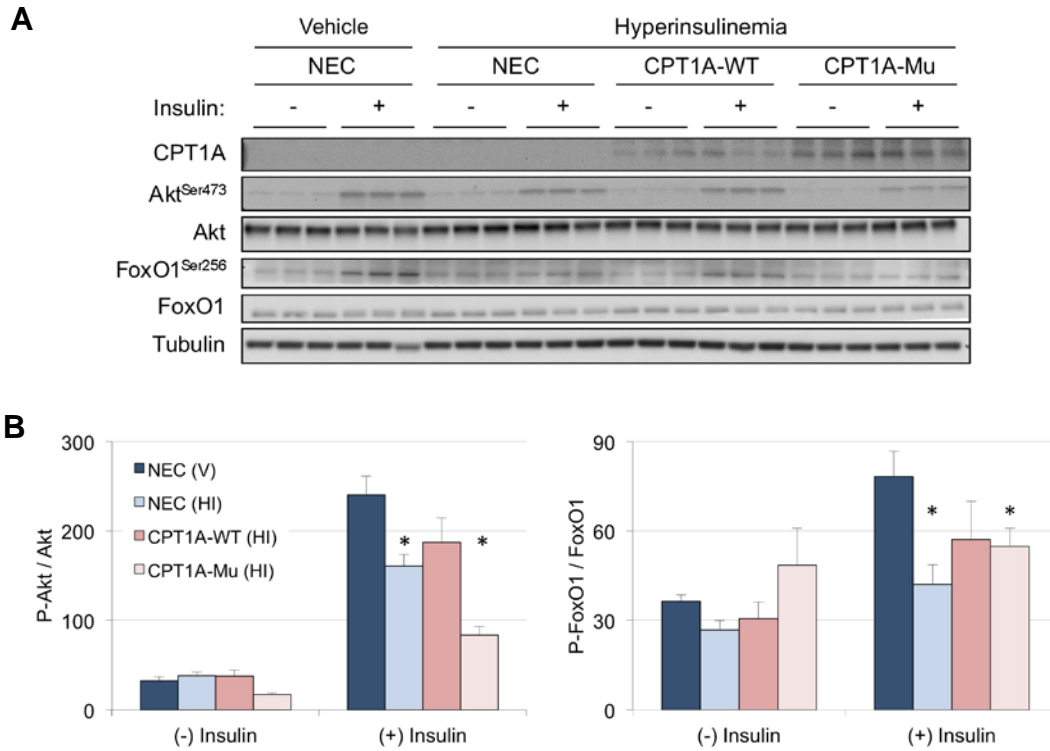 A
Vehicle Hyperinsulinemia
NEC NEC CPT1A-WT CPT1A-Mu
Insulin: - + - + - + - +
CPT1A
AktSer473
Akt
FoxO1Ser256
FoxO1
Tubulin
B
300
200
100
0
P-Akt / Akt
NEC (V)
NEC (HI)
CPT1A-WT (HI)
CPT1A-Mu (HI)
* *
(-) Insulin (+) Insulin
90
60
30
0
P-FoxO1 / FoxO1
* *
(-) Insulin (+) Insulin